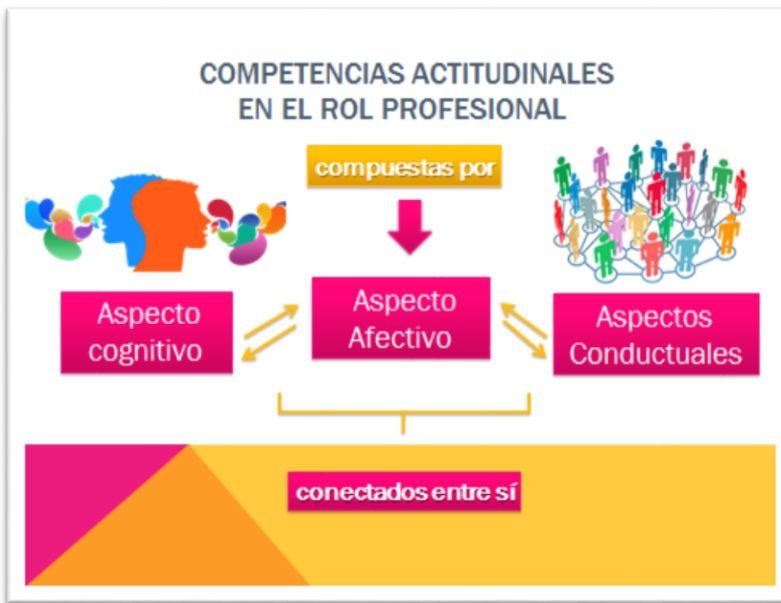 COMPETENCIAS ACTITUDINALES
EN EL ROL PROFESIONAL
compuestas por
Aspecto
cognitivo
Aspecto
Afectivo
Aspectos
Conductuales
conectados entre sí